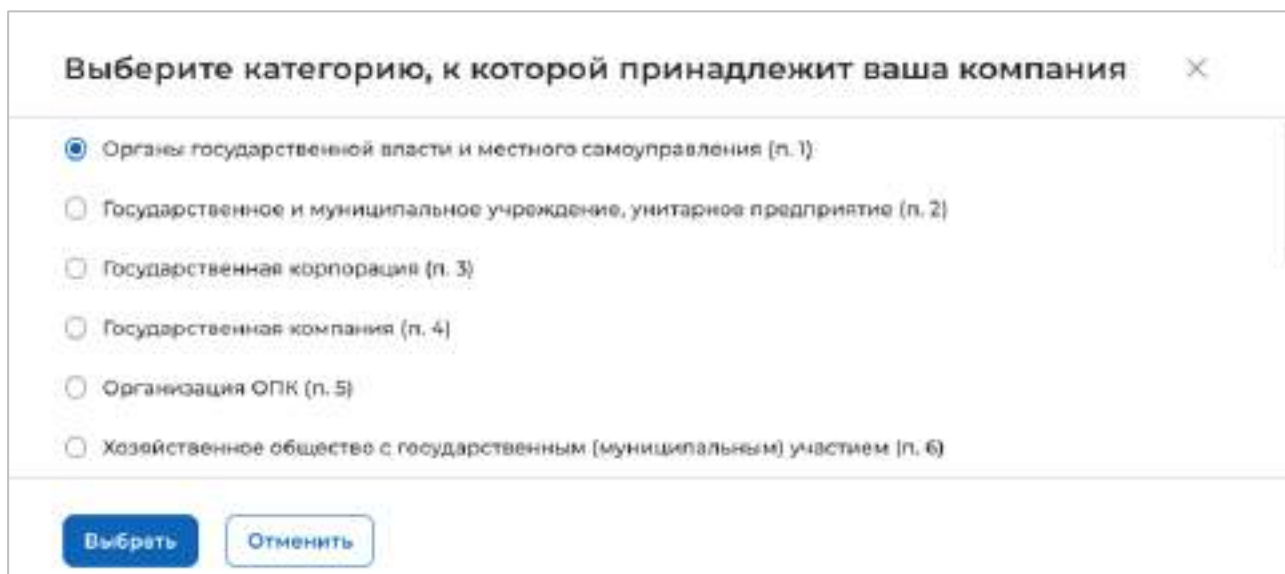 Выберите категорию, к которой принадлежит ваша компания
Органы государственной власти и местного самоуправления (п. 1)
Государственное и муниципальное учреждение, унитарное предприятие (п. 2)
Государственная корпорация (п. 3)
Государственная компания (п. 4)
Организация ОПК (п. 5)
Хозяйственное общество с государственным (муниципальным) участием (п. 6)
Выбрать
Отменить